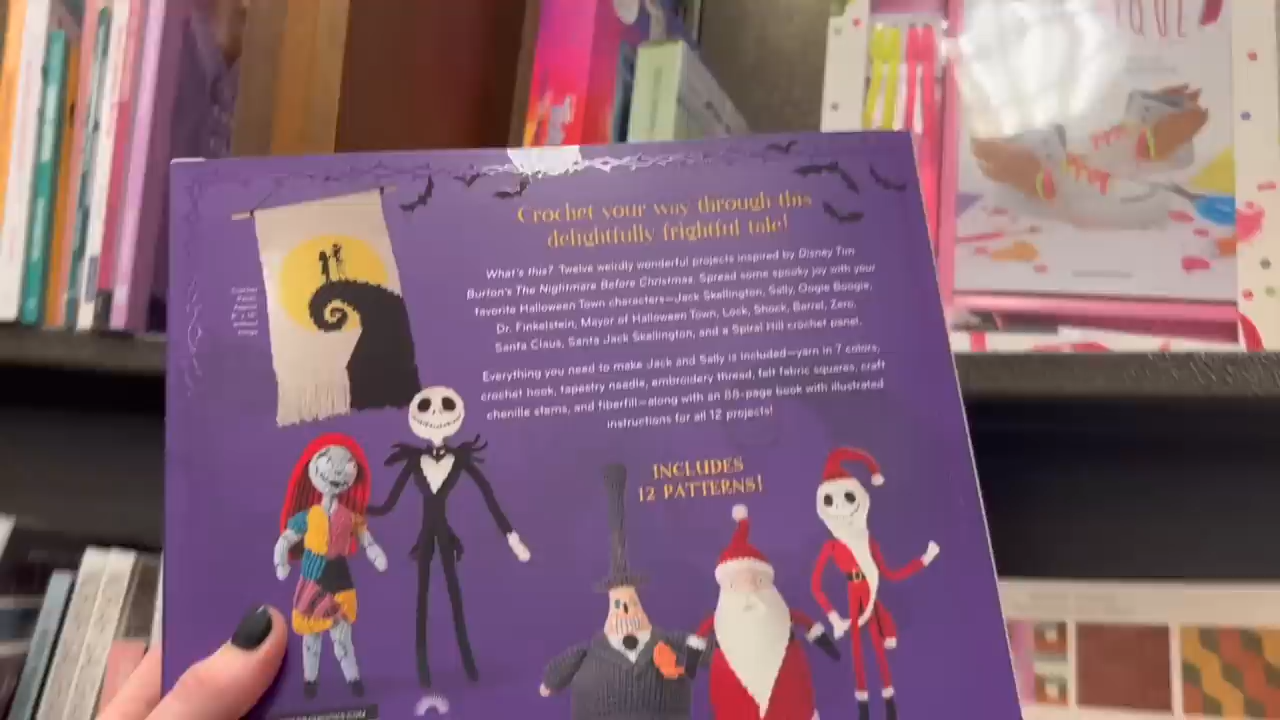 Crochet your way through this
delightfully frightful tale!
What's this? Twelve weirdly wonderful projects inspired by Disney Tim
Burton's The Nightmare Before Christmas. Spread some spooky joy with your
favorite Halloween Town characters—Jack Skellington, Sally, Oogie Boogie,
Dr. Finkelstein, Mayor of Halloween Town, Lock, Shock, Barrel, Zero,
Santa Claus, Santa Jack Skellington, and a Spiral Hill crochet panel.
Everything you need to make Jack and Sally is included—yarn in 7 colors,
crochet hook, tapestry needle, embroidery thread, felt fabric squares, craft
chenille stems, and fiberfill—along with an 88-page book with illustrated
instructions for all 12 projects!
INCLUDES
12 PATTERNS!